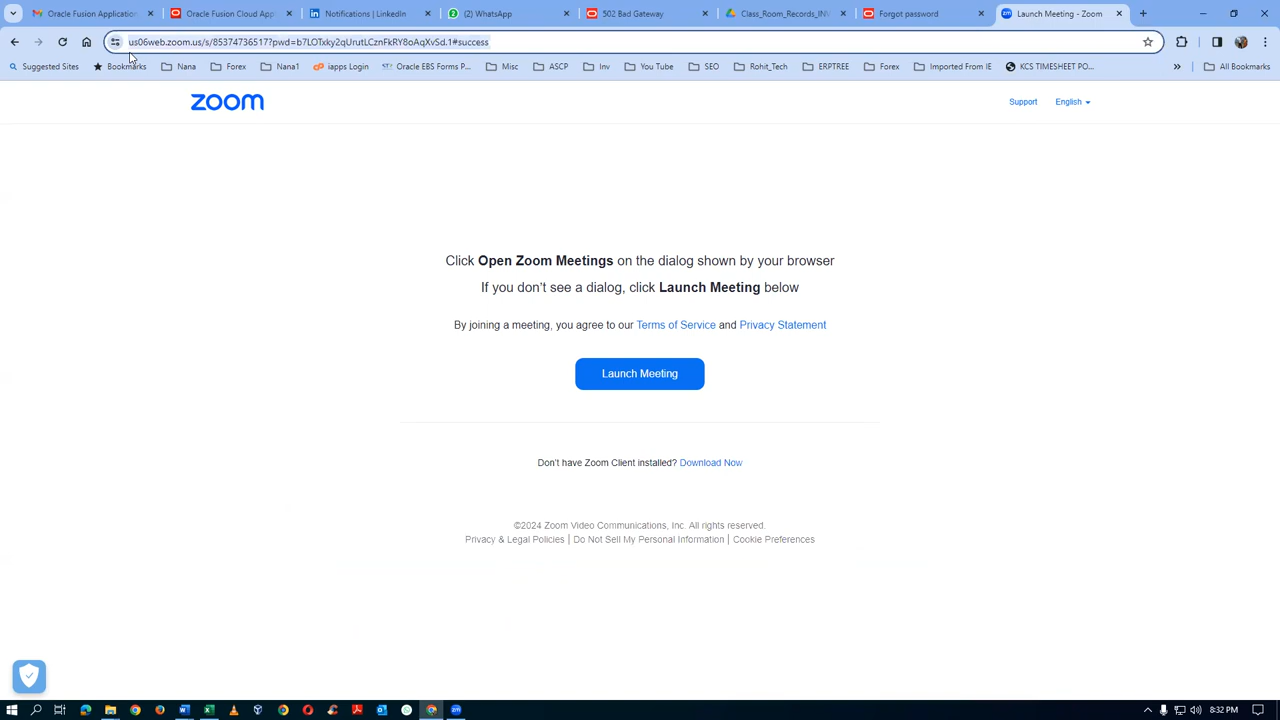 Oracle Fusion Application
Oracle Fusion Cloud App
Notifications | LinkedIn
(2) WhatsApp
502 Bad Gateway
Class_Room_Records_INV
Forgot password
zm Launch Meeting - Zoom
us06web.zoom.us/s/85374736517?pwd=b7LOTxky2qUrutLCznFkRY8oAqXvSd.1#success
Suggested Sites
Bookmarks
Nana
Forex
Nana1
iapps Login
Oracle EBS Forms P...
Misc
ASCP
Inv
You Tube
SEO
Rohit_Tech
ERPTREE
Forex
Imported From IE
KCS TIMESHEET PO...
»
All Bookmarks
zoom
Support
English
Click Open Zoom Meetings on the dialog shown by your browser
If you don't see a dialog, click Launch Meeting below
By joining a meeting, you agree to our Terms of Service and Privacy Statement
Launch Meeting
Don't have Zoom Client installed? Download Now
©2024 Zoom Video Communications, Inc. All rights reserved.
Privacy & Legal Policies | Do Not Sell My Personal Information | Cookie Preferences
8:32 PM